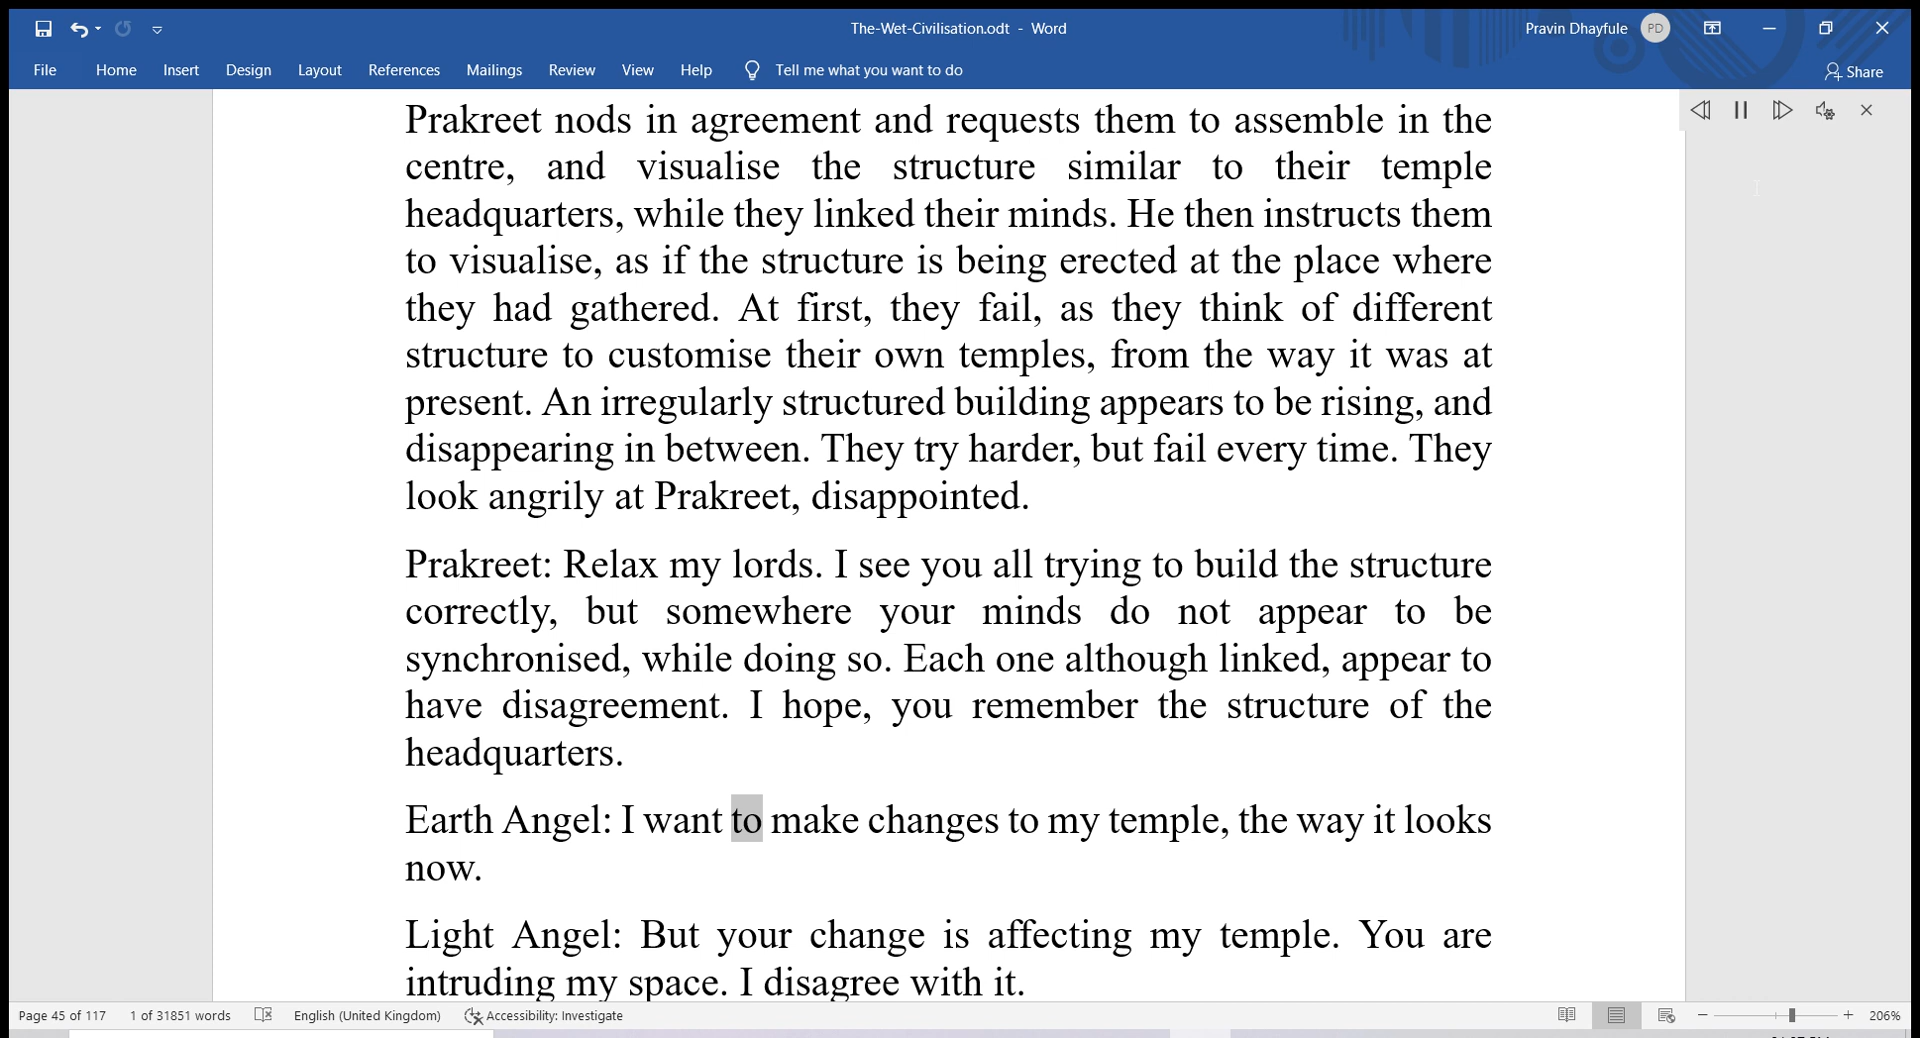 The-Wet-Civilisation.odt - Word
Pravin Dhayfule PD
File Home Insert Design Layout References Mailings Review View Help Tell me what you want to do
Share
Prakreet nods in agreement and requests them to assemble in the
centre, and visualise the structure similar to their temple
headquarters, while they linked their minds. He then instructs them
to visualise, as if the structure is being erected at the place where
they had gathered. At first, they fail, as they think of different
structure to customise their own temples, from the way it was at
present. An irregularly structured building appears to be rising, and
disappearing in between. They try harder, but fail every time. They
look angrily at Prakreet, disappointed.
Prakreet: Relax my lords. I see you all trying to build the structure
correctly, but somewhere your minds do not appear to be
synchronised, while doing so. Each one although linked, appear to
have disagreement. I hope, you remember the structure of the
headquarters.
Earth Angel: I want to make changes to my temple, the way it looks
now.
Light Angel: But your change is affecting my temple. You are
intruding my space. I disagree with it.
Page 45 of 117 1 of 31851 words English (United Kingdom) Accessibility: Investigate 206%